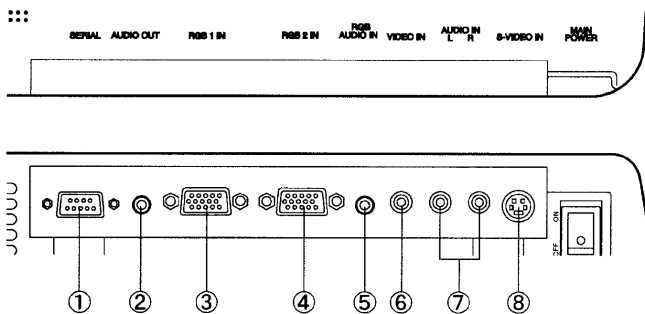 SERIAL AUDIO OUT RGB 1 IN RGB 2 IN RGB AUDIO IN VIDEO IN AUDIO IN L R S-VIDEO IN MAIN POWER
ON
OFF
① ② ③ ④ ⑤ ⑥ ⑦ ⑧